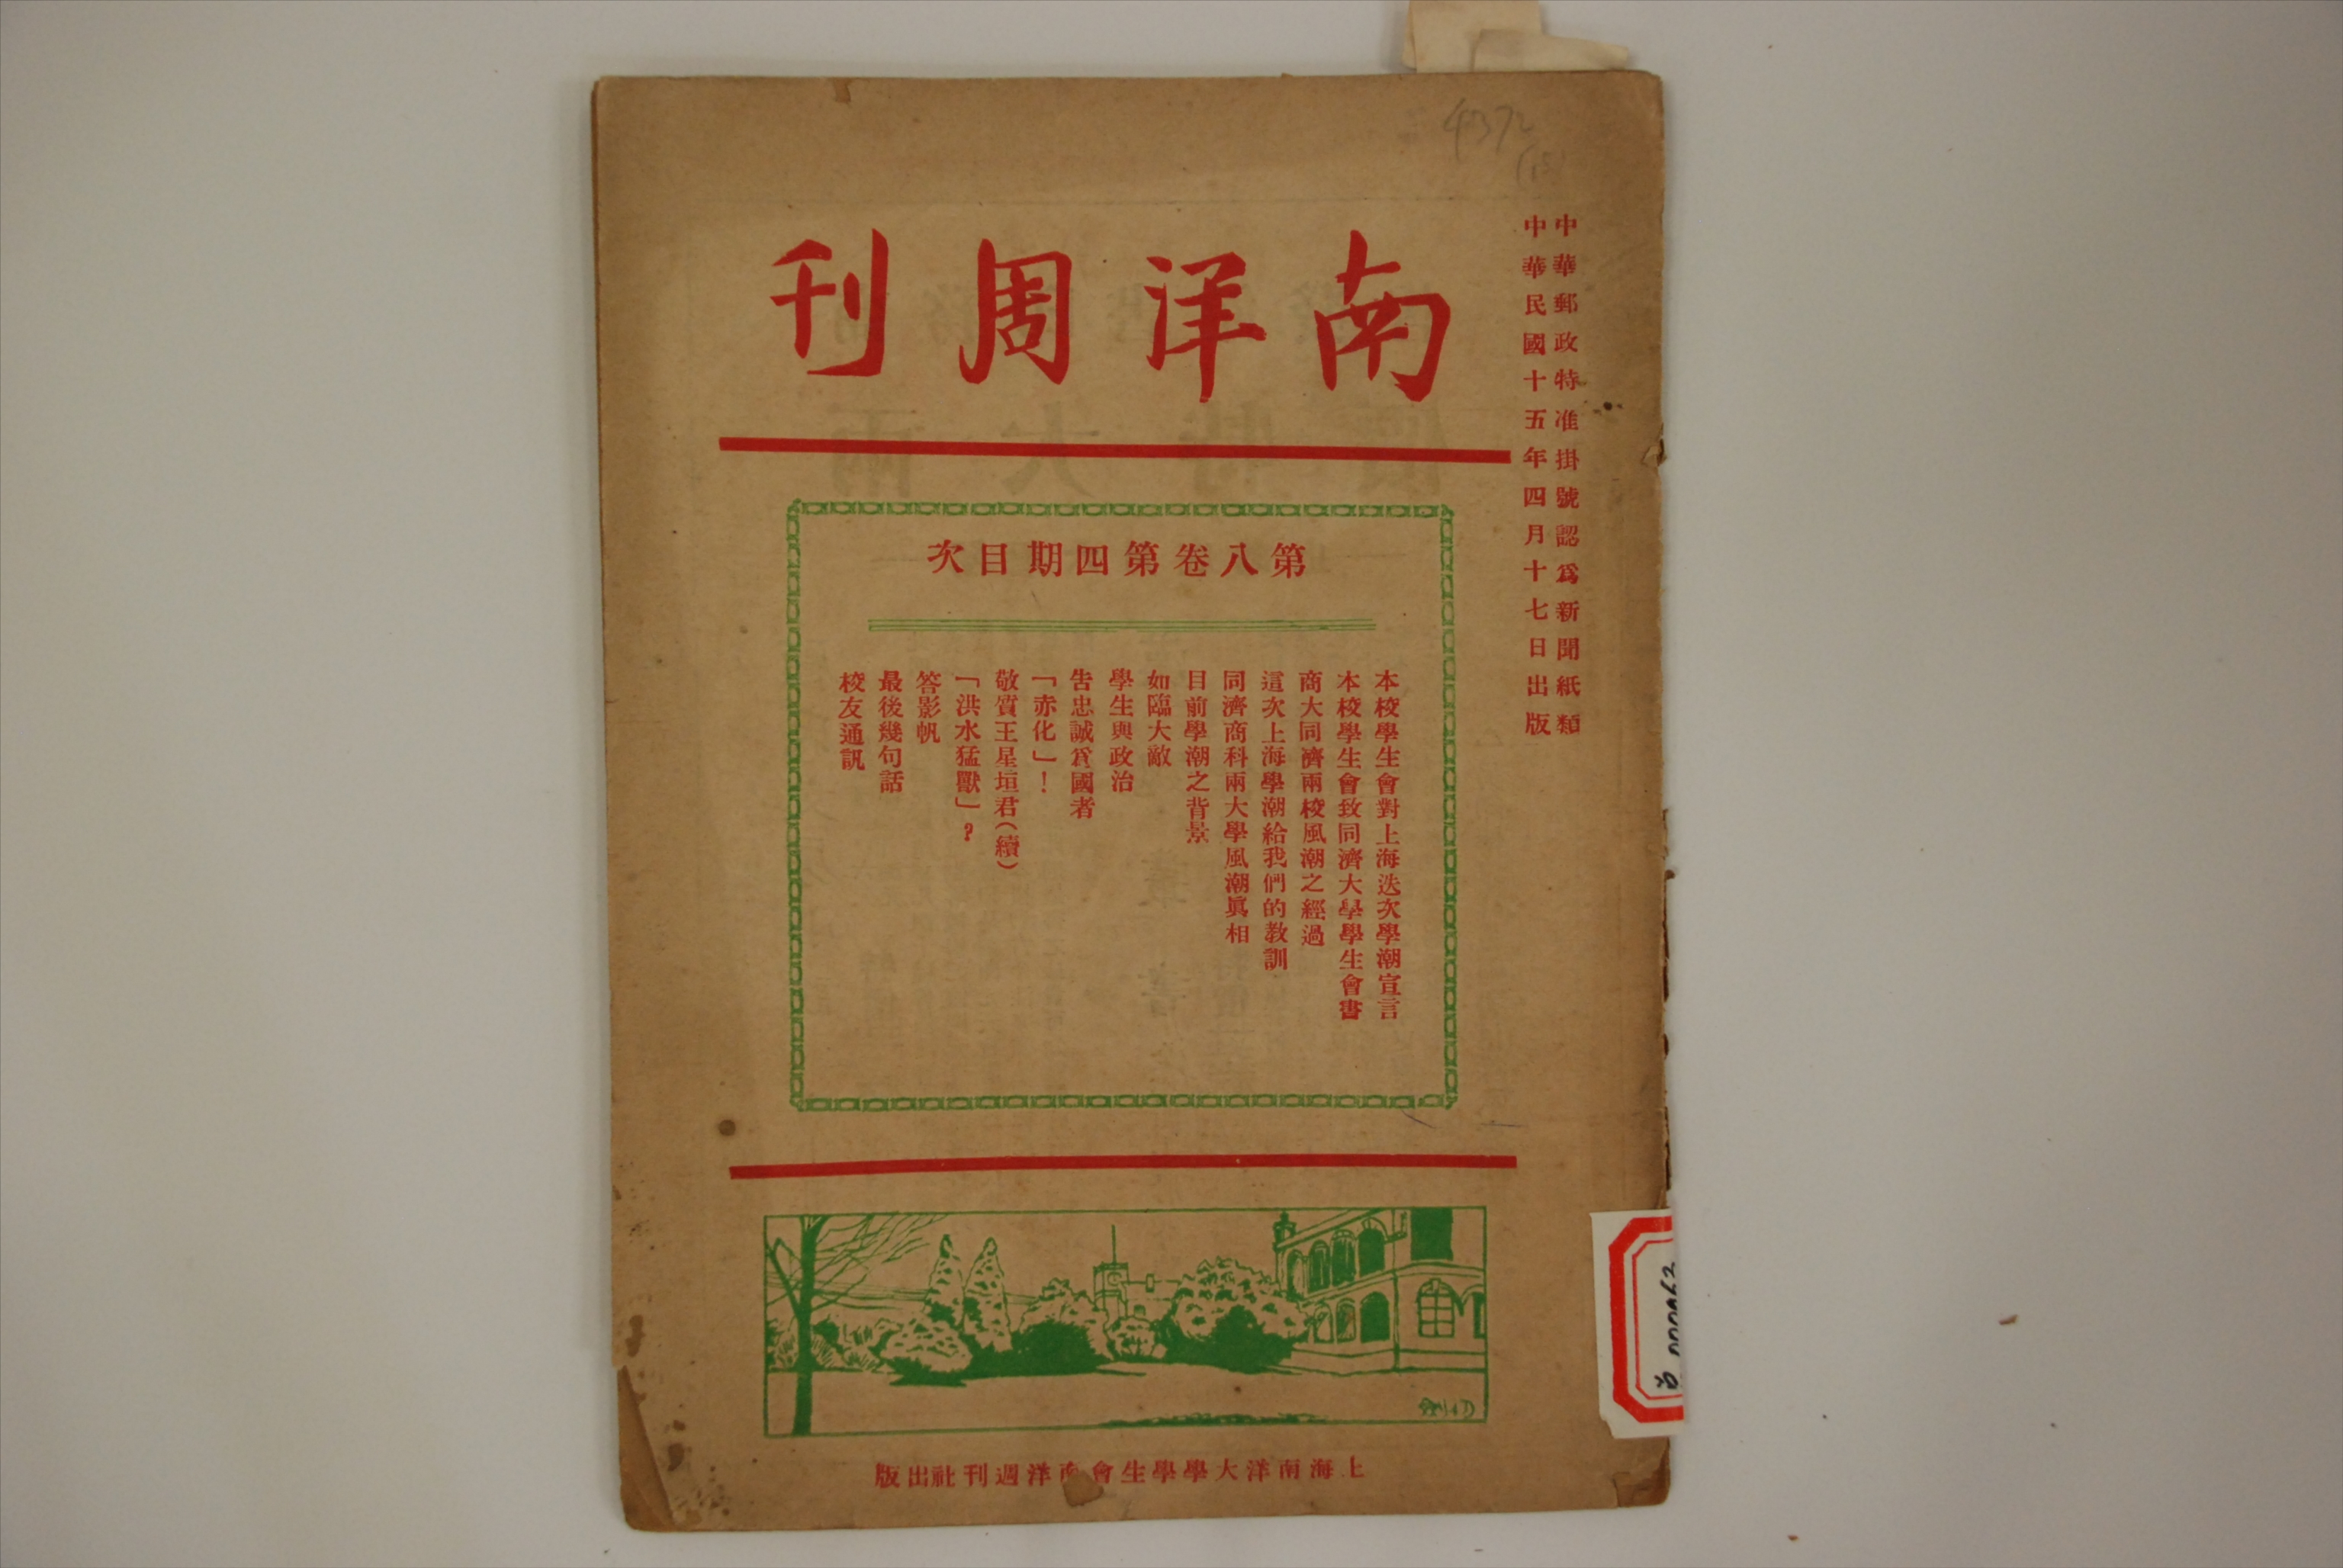 4372
中華郵政特准掛號認爲新聞紙類
中華民國十五年四月十七日出版
南洋周刊
第八卷第四期目次
本校學生會對上海迭次學潮宣言
本校學生會致同濟大學學生會書
商大同濟兩校風潮之經過
這次上海學潮給我們的教訓
同濟商科兩大學風潮眞相
目前學潮之背景
如臨大敵
學生與政治
告忠誠爲國者
「赤化」!
敬質王星垣君(續)
「洪水猛獸」?
答影帆
最後幾句話
校友通訊
上海南洋大學學生會南洋週刊社出版